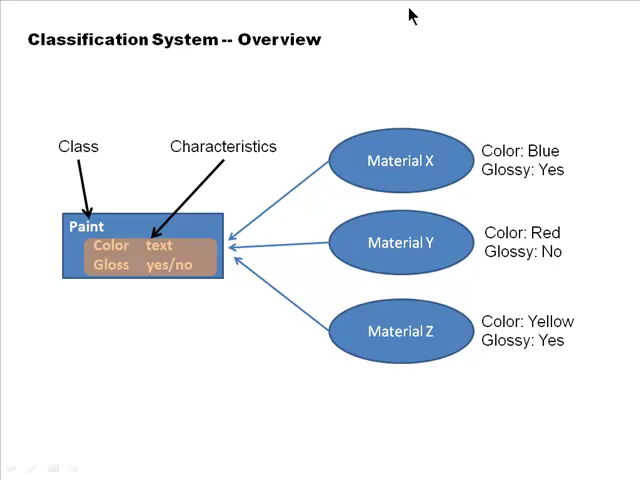 Classification System -- Overview
Class
Characteristics
Paint
Color text
Gloss yes/no
Material X
Color: Blue
Glossy: Yes
Material Y
Color: Red
Glossy: No
Material Z
Color: Yellow
Glossy: Yes